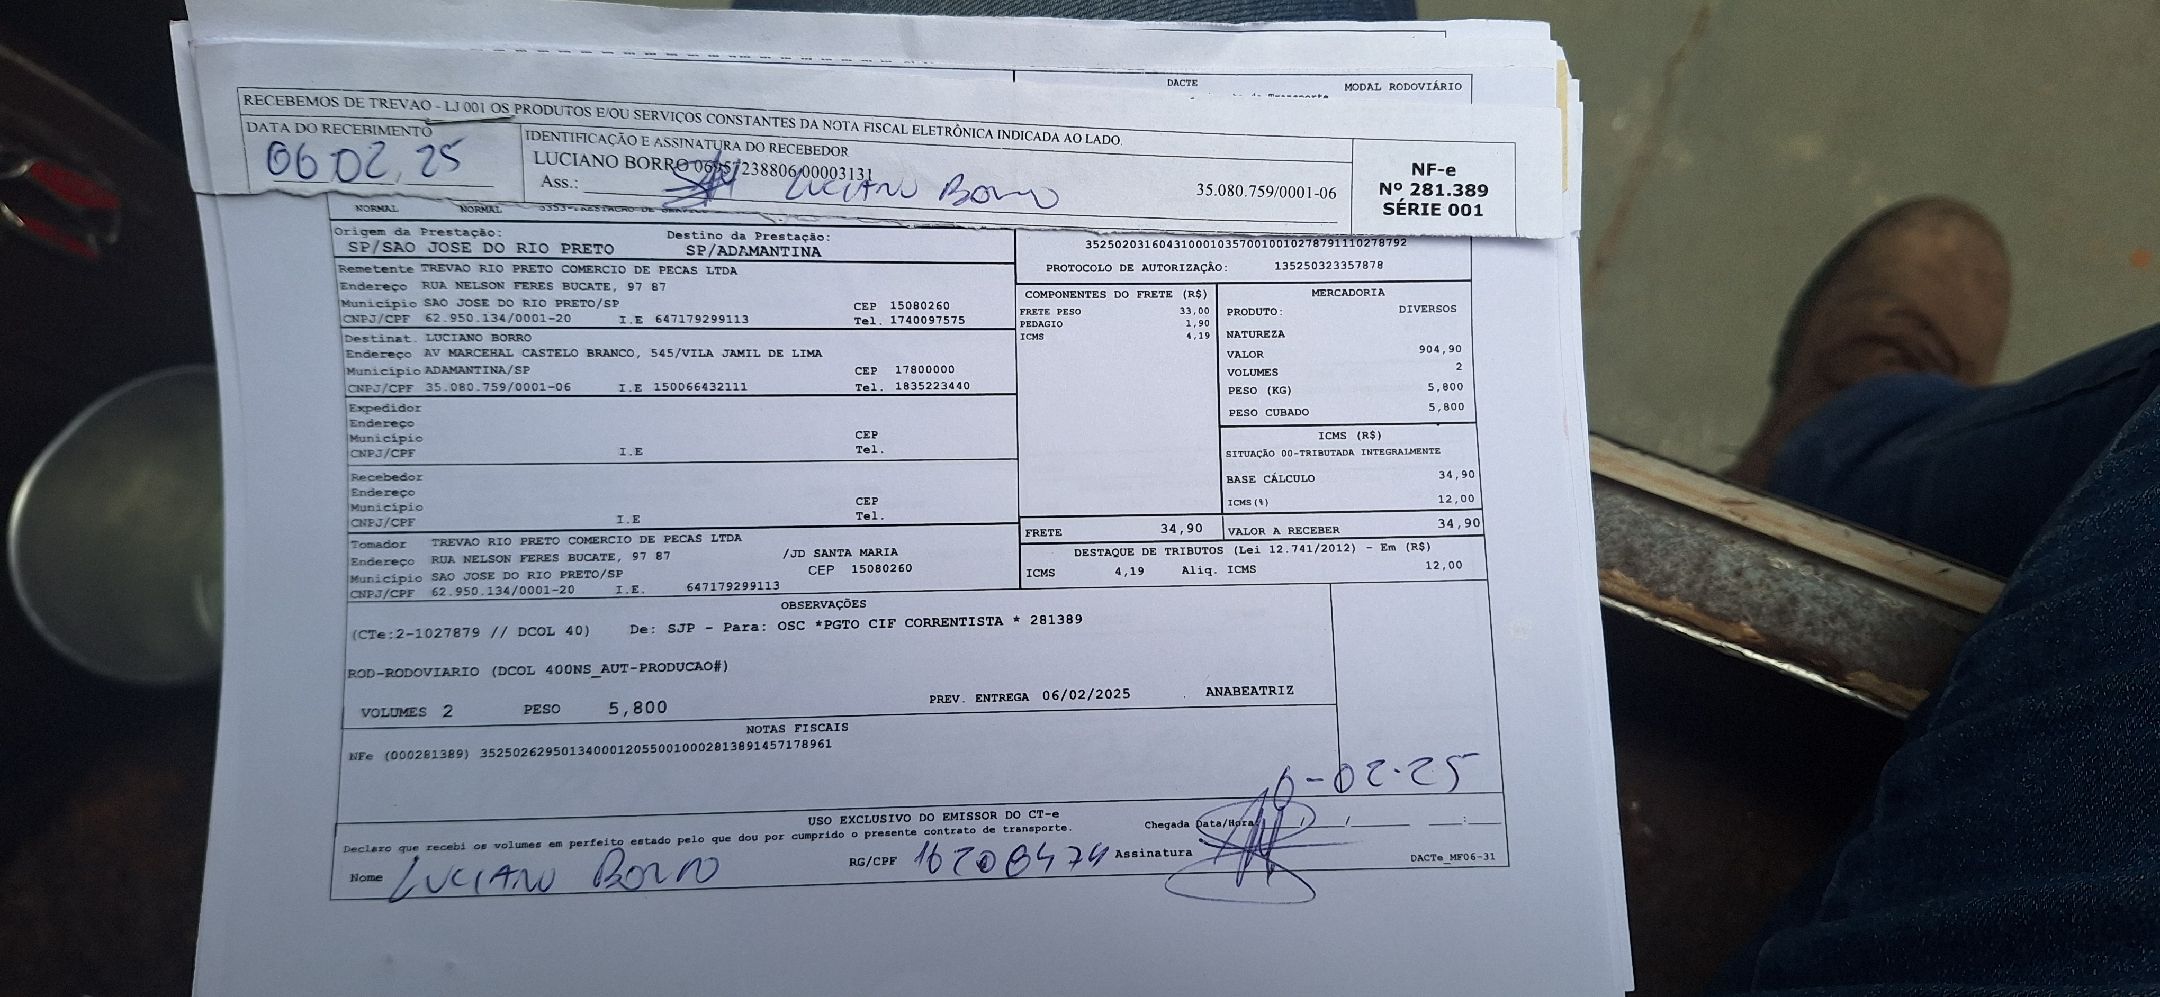 DACTE
MODAL RODOVIÁRIO
RECEBEMOS DE TREVAO - LJ 001 OS PRODUTOS E/OU SERVIÇOS CONSTANTES DA NOTA FISCAL ELETRÔNICA INDICADA AO LADO.
DATA DO RECEBIMENTO
06 02. 25
IDENTIFICAÇÃO E ASSINATURA DO RECEBEDOR
LUCIANO BORRO 06957238806/00003131
Ass.: LUCIANO BORRO
35.080.759/0001-06
NF-e
Nº 281.389
SÉRIE 001
NORMAL NORMAL
Origem da Prestação: Destino da Prestação:
SP/SAO JOSE DO RIO PRETO SP/ADAMANTINA
35250203160431000103570010010278791110278792
PROTOCOLO DE AUTORIZAÇÃO: 135250323357878
Remetente TREVAO RIO PRETO COMERCIO DE PECAS LTDA
Endereço RUA NELSON FERES BUCATE, 97 87
Município SAO JOSE DO RIO PRETO/SP CEP 15080260
CNPJ/CPF 62.950.134/0001-20 I.E 647179299113 Tel. 1740097575
Destinat. LUCIANO BORRO
Endereço AV MARCEHAL CASTELO BRANCO, 545/VILA JAMIL DE LIMA
Município ADAMANTINA/SP CEP 17800000
CNPJ/CPF 35.080.759/0001-06 I.E 150066432111 Tel. 1835223440
Expedidor
Endereço
Município CEP
CNPJ/CPF I.E Tel.
Recebedor
Endereço
Município CEP
CNPJ/CPF I.E Tel.
Tomador TREVAO RIO PRETO COMERCIO DE PECAS LTDA
Endereço RUA NELSON FERES BUCATE, 97 87 /JD SANTA MARIA
Município SAO JOSE DO RIO PRETO/SP CEP 15080260
CNPJ/CPF 62.950.134/0001-20 I.E. 647179299113
COMPONENTES DO FRETE (R$)
FRETE PESO 33,00
PEDAGIO 1,90
ICMS 4,19
MERCADORIA
PRODUTO: DIVERSOS
NATUREZA
VALOR 904,90
VOLUMES 2
PESO (KG) 5,800
PESO CUBADO 5,800
ICMS (R$)
SITUAÇÃO 00-TRIBUTADA INTEGRALMENTE
BASE CÁLCULO 34,90
ICMS(%) 12,00
FRETE 34,90 VALOR A RECEBER 34,90
DESTAQUE DE TRIBUTOS (Lei 12.741/2012) - Em (R$)
ICMS 4,19 Aliq. ICMS 12,00
OBSERVAÇÕES
(CTe:2-1027879 // DCOL 40) De: SJP - Para: OSC *PGTO CIF CORRENTISTA * 281389
ROD-RODOVIARIO (DCOL 400NS_AUT-PRODUCAO#)
VOLUMES 2 PESO 5,800 PREV. ENTREGA 06/02/2025 ANABEATRIZ
NOTAS FISCAIS
NFe (000281389) 35250262950134000120550010002813891457178961
6-02.25
USO EXCLUSIVO DO EMISSOR DO CT-e
Declaro que recebi os volumes em perfeito estado pelo que dou por cumprido o presente contrato de transporte.
Chegada Data/Hora: / / :
Nome LUCIANO BORRO RG/CPF 16208474 Assinatura
DACTe_MF06-31